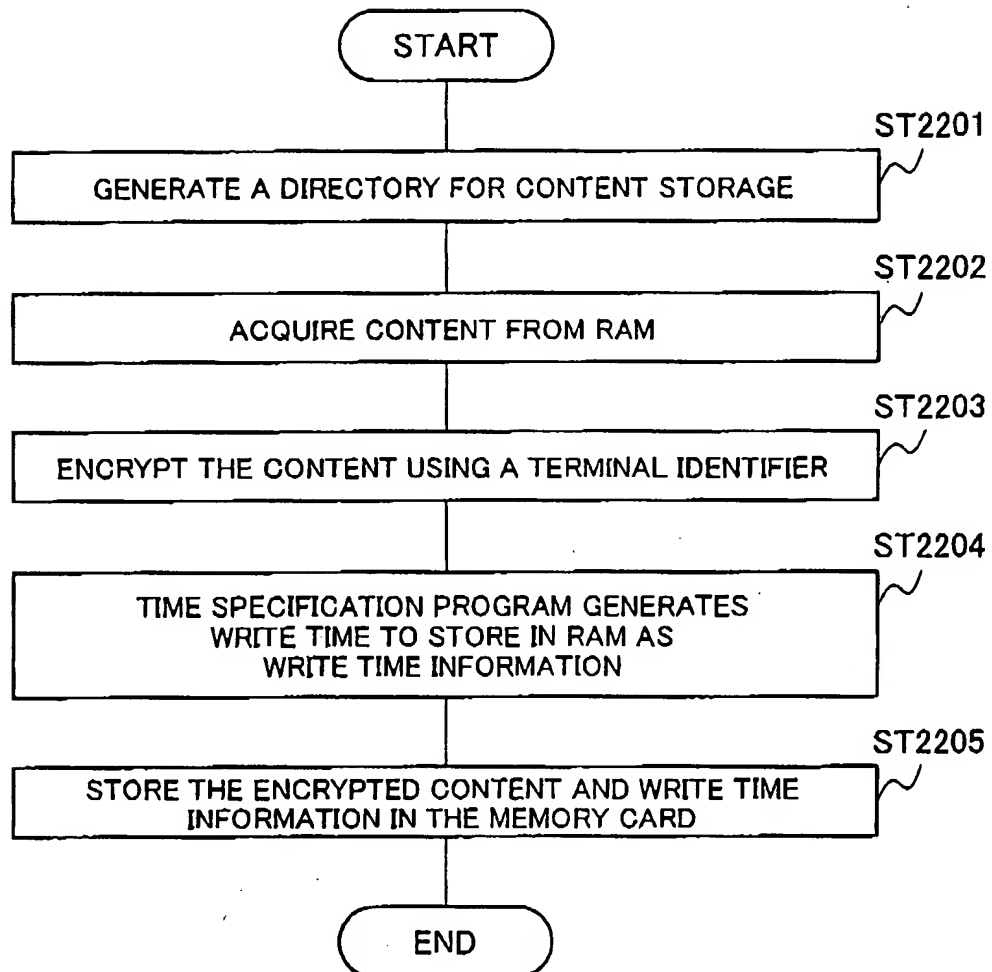 START
ST2201
GENERATE A DIRECTORY FOR CONTENT STORAGE
ST2202
ACQUIRE CONTENT FROM RAM
ST2203
ENCRYPT THE CONTENT USING A TERMINAL IDENTIFIER
ST2204
TIME SPECIFICATION PROGRAM GENERATES
WRITE TIME TO STORE IN RAM AS
WRITE TIME INFORMATION
ST2205
STORE THE ENCRYPTED CONTENT AND WRITE TIME
INFORMATION IN THE MEMORY CARD
END